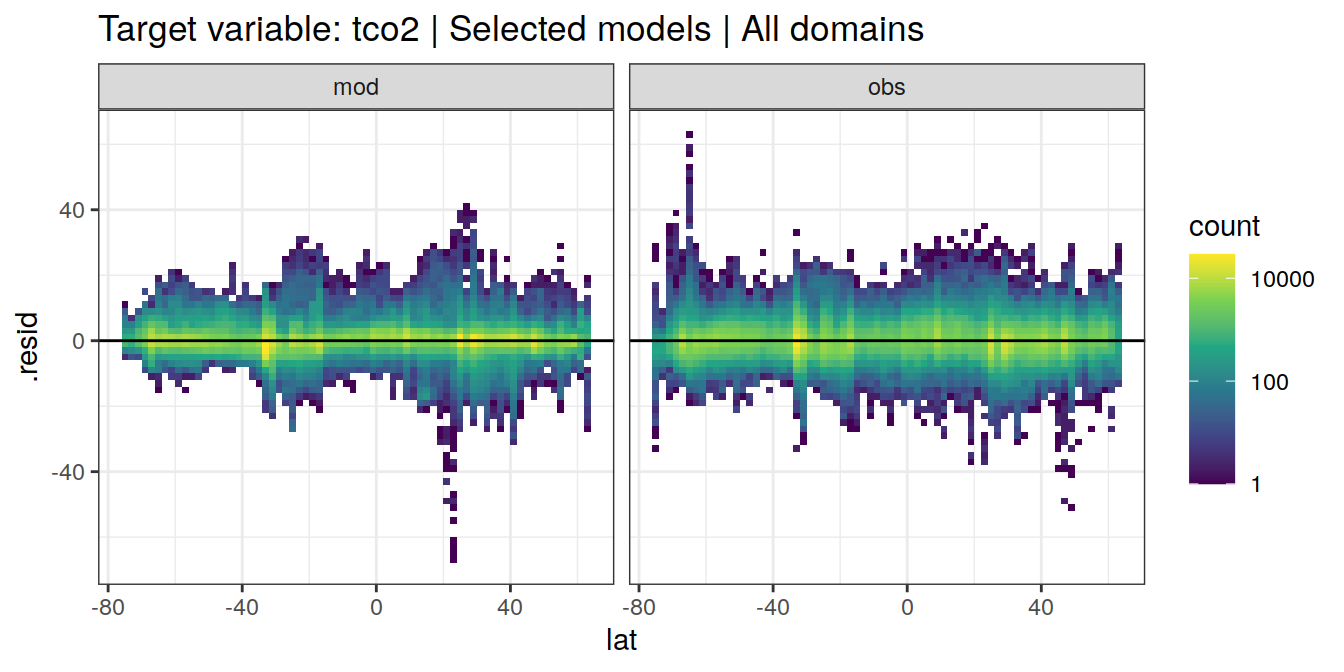 Target variable: tco2 | Selected models | All domains
mod
obs
40
0
-40
.resid
-80
-40
0
40
-80
-40
0
40
lat
count
10000
100
1